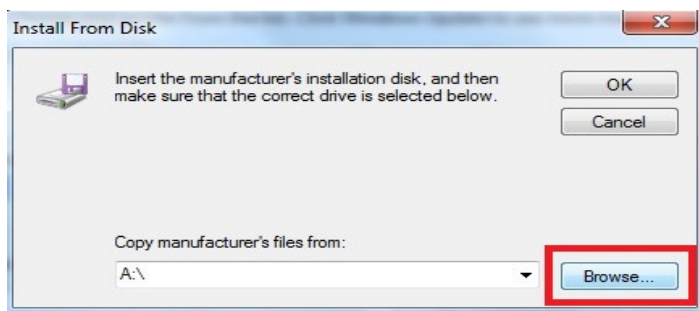 Install From Disk
Insert the manufacturer's installation disk, and then
make sure that the correct drive is selected below.
OK
Cancel
Copy manufacturer's files from:
A:\
Browse...